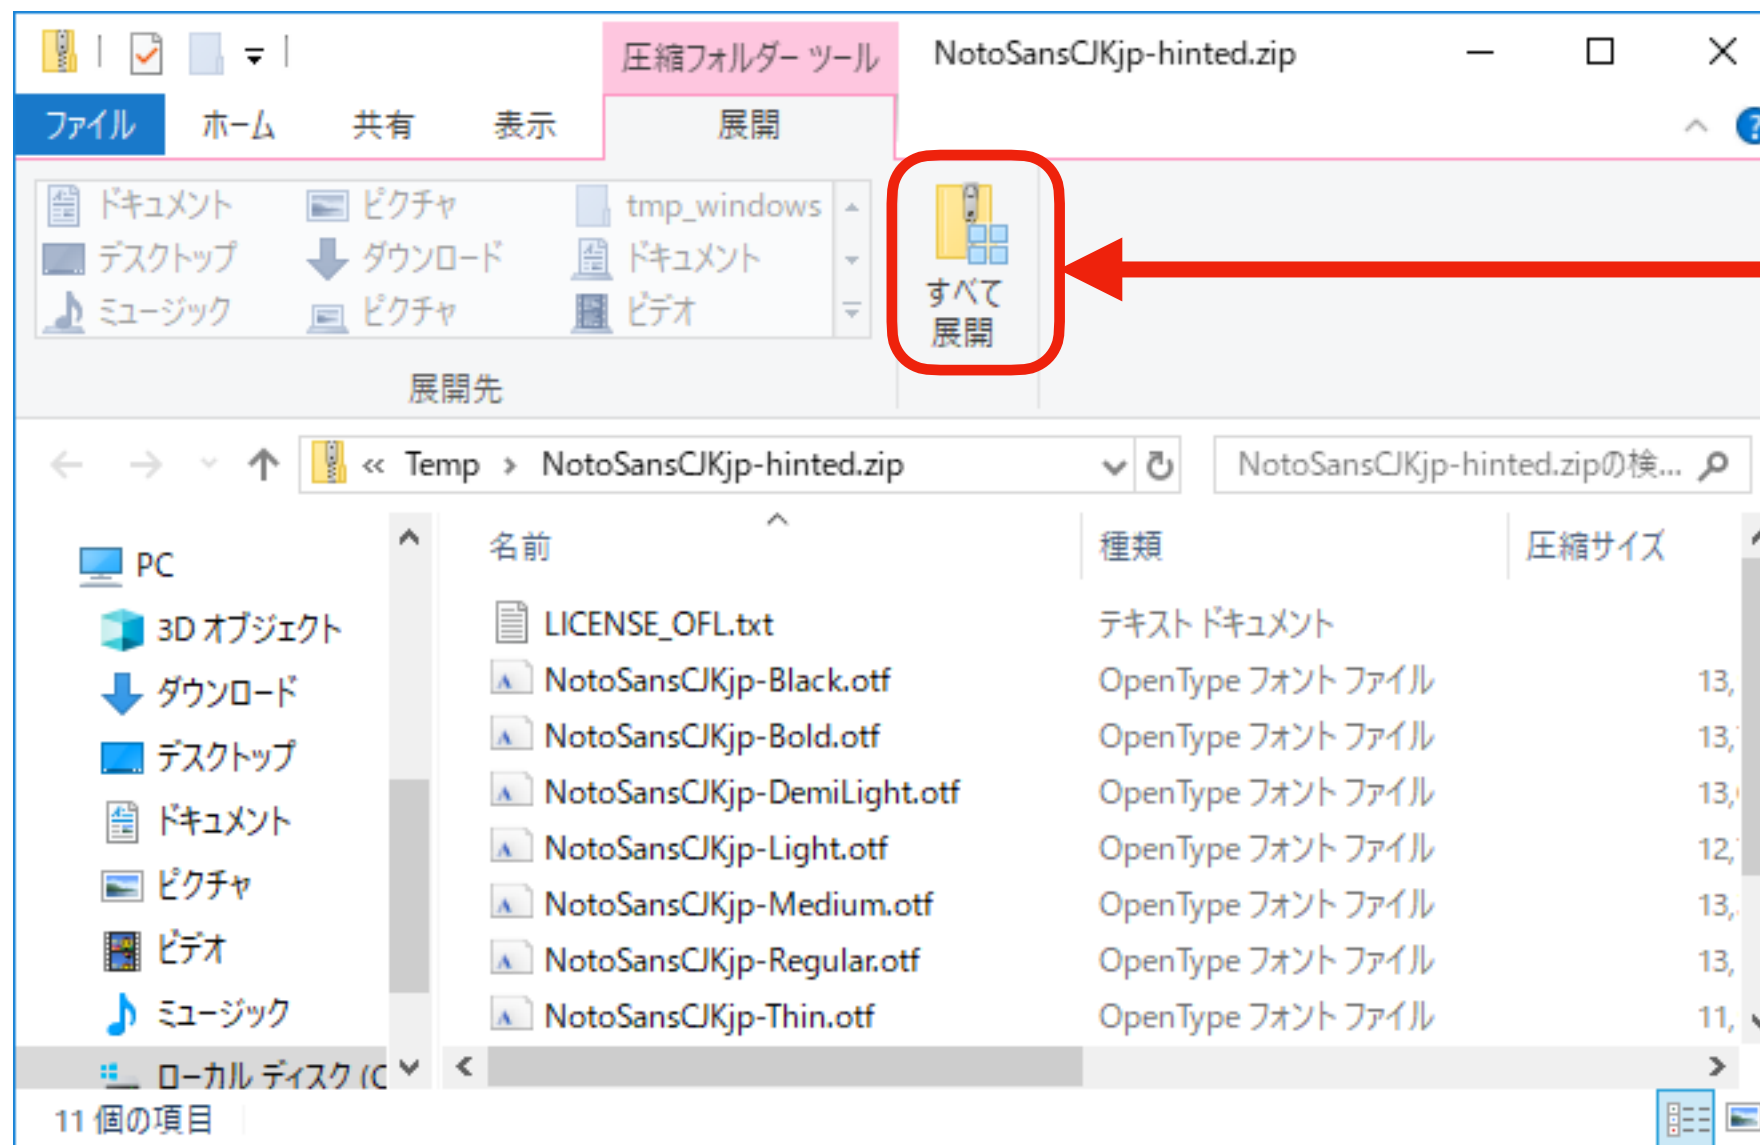 圧縮フォルダー ツール
NotoSansCJKjp-hinted.zip
ファイル
ホーム
共有
表示
展開
ドキュメント
ピクチャ
tmp_windows
デスクトップ
ダウンロード
ドキュメント
ミュージック
ピクチャ
ビデオ
すべて
展開
展開先
« Temp › NotoSansCJKjp-hinted.zip
NotoSansCJKjp-hinted.zipの検...
PC
3D オブジェクト
ダウンロード
デスクトップ
ドキュメント
ピクチャ
ビデオ
ミュージック
ローカル ディスク (C
名前
種類
圧縮サイズ
LICENSE_OFL.txt
テキスト ドキュメント
NotoSansCJKjp-Black.otf
OpenType フォント ファイル
13,
NotoSansCJKjp-Bold.otf
OpenType フォント ファイル
13,
NotoSansCJKjp-DemiLight.otf
OpenType フォント ファイル
13,
NotoSansCJKjp-Light.otf
OpenType フォント ファイル
12,
NotoSansCJKjp-Medium.otf
OpenType フォント ファイル
13,
NotoSansCJKjp-Regular.otf
OpenType フォント ファイル
13,
NotoSansCJKjp-Thin.otf
OpenType フォント ファイル
11,
11 個の項目